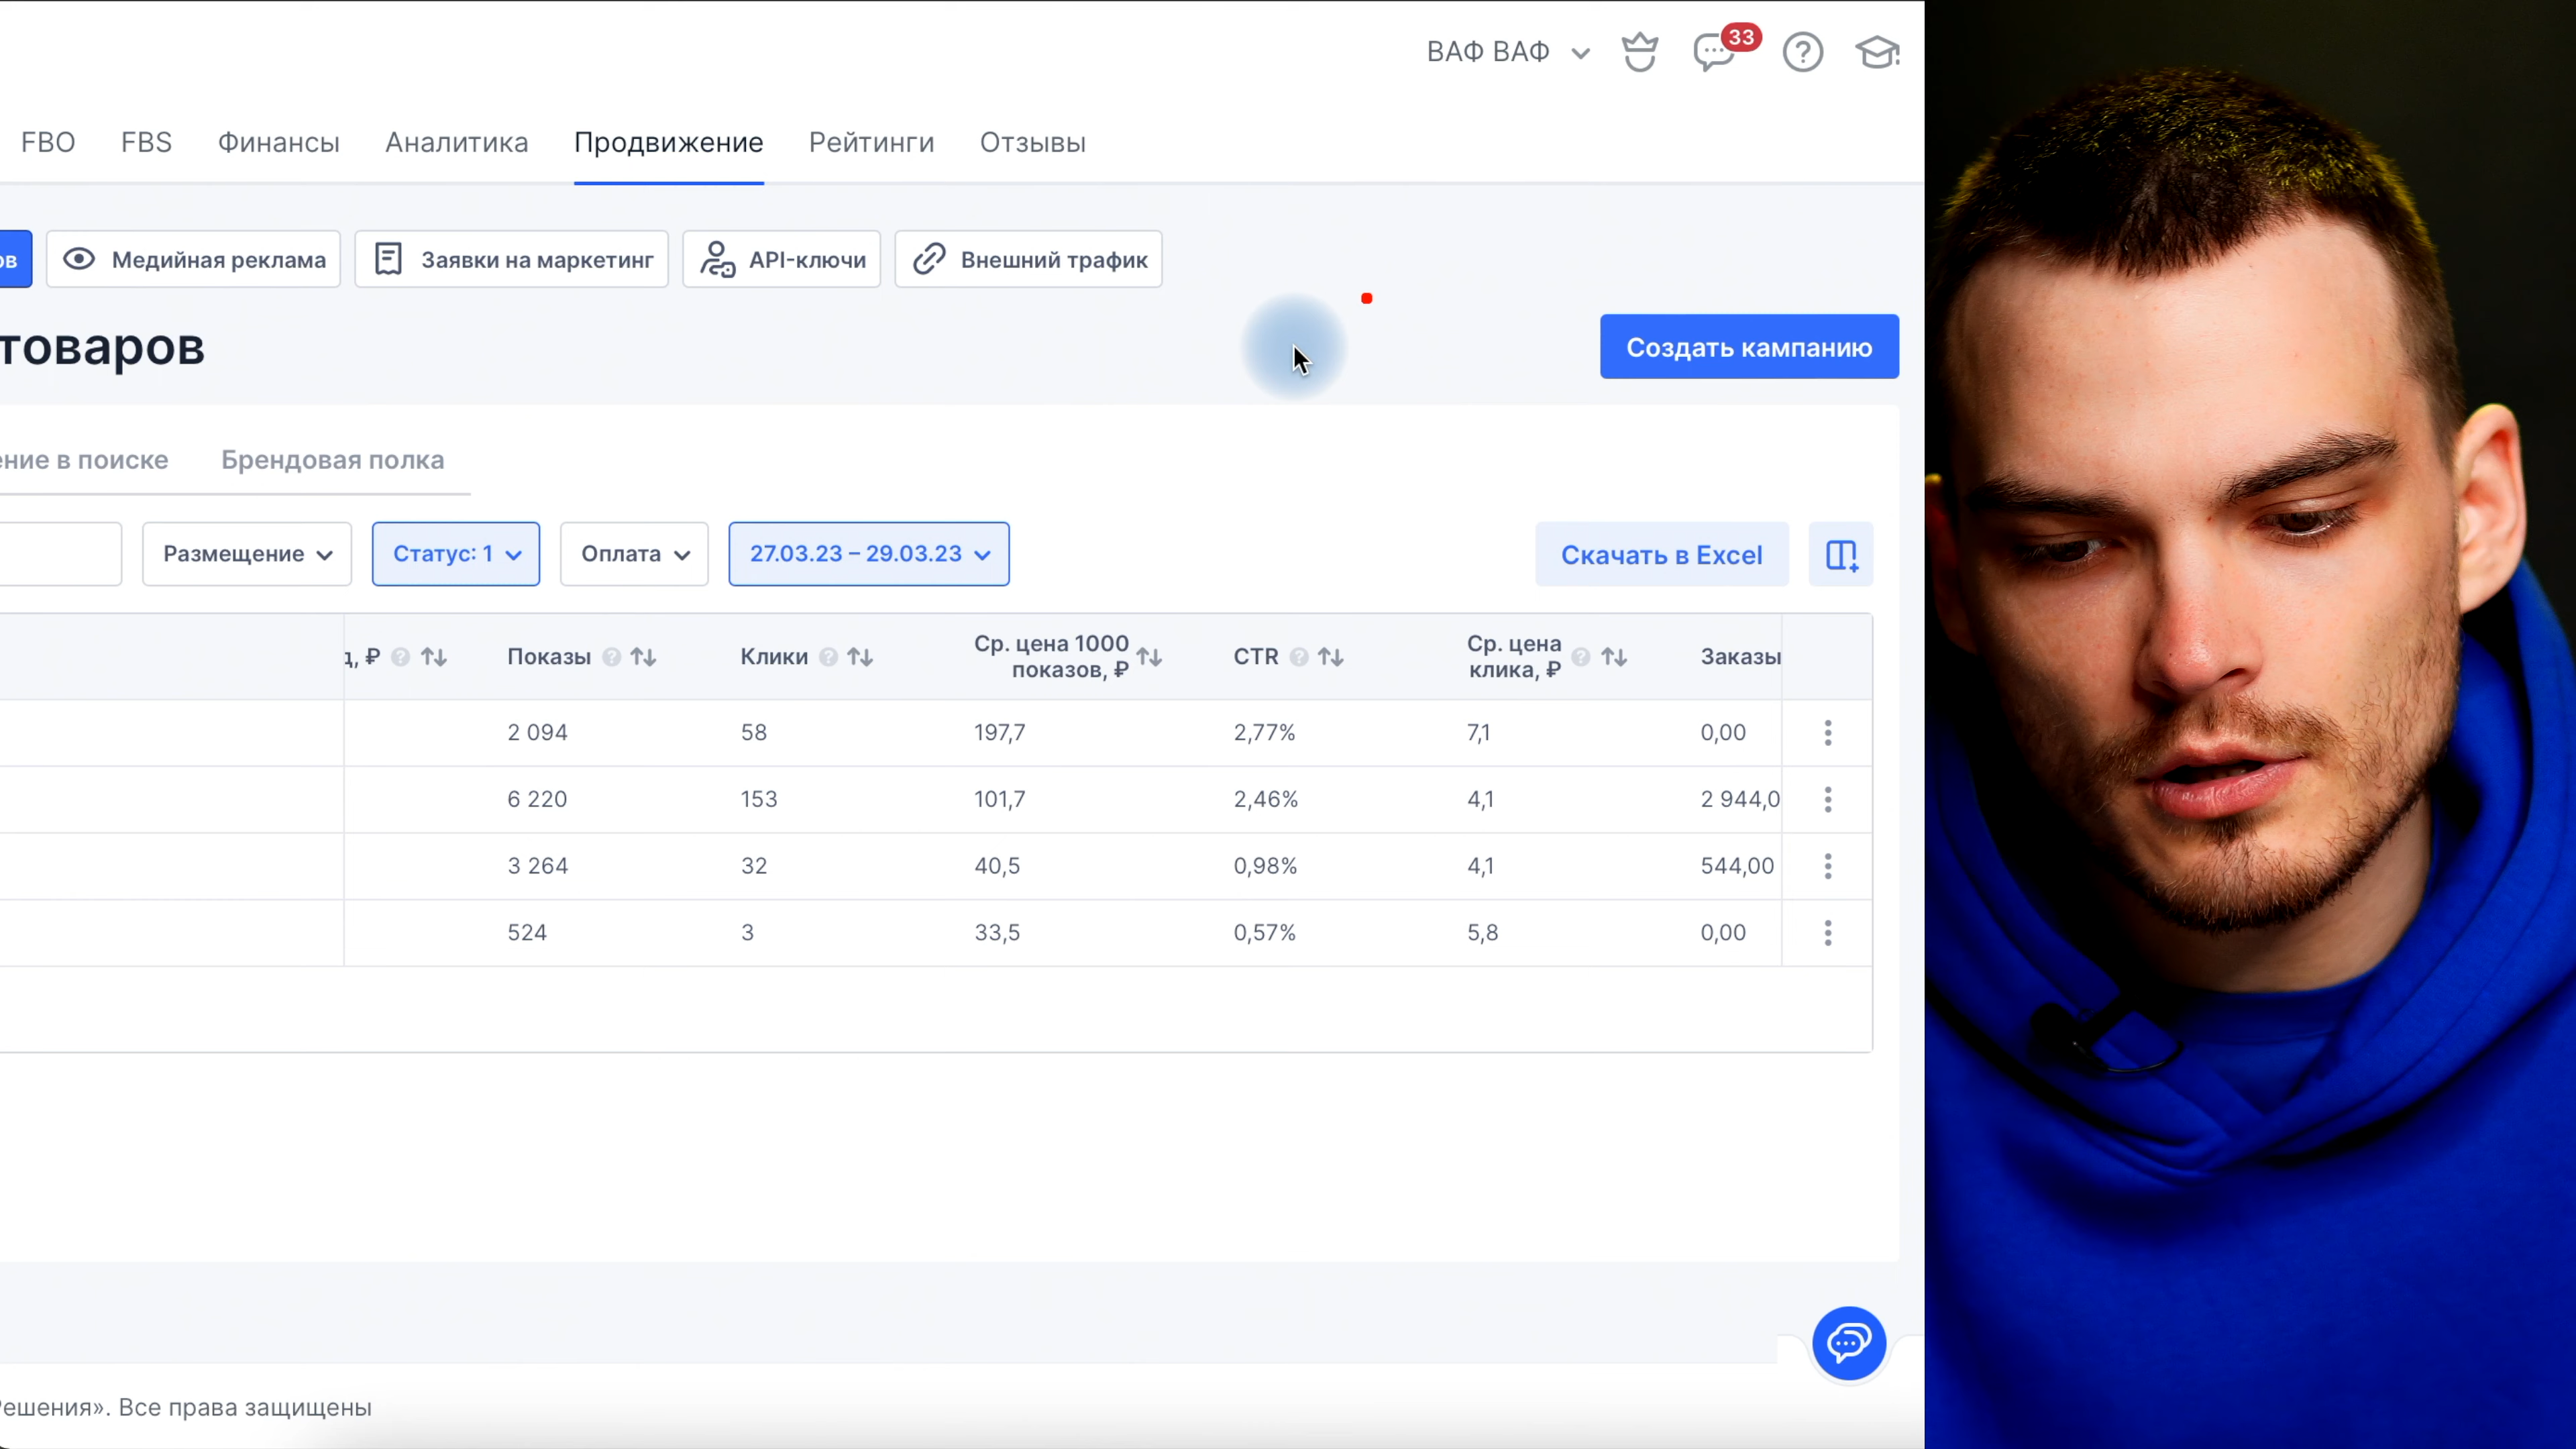 ВАФ ВАФ
33
FBO FBS Финансы Аналитика Продвижение Рейтинги Отзывы
ов Медийная реклама Заявки на маркетинг API-ключи Внешний трафик
товаров
Создать кампанию
ение в поиске Брендовая полка
Размещение Статус: 1 Оплата 27.03.23 – 29.03.23 Скачать в Excel
д, ₽ Показы Клики Ср. цена 1000 показов, ₽ CTR Ср. цена клика, ₽ Заказы
2 094 58 197,7 2,77% 7,1 0,00
6 220 153 101,7 2,46% 4,1 2 944,0
3 264 32 40,5 0,98% 4,1 544,00
524 3 33,5 0,57% 5,8 0,00
Решения». Все права защищены